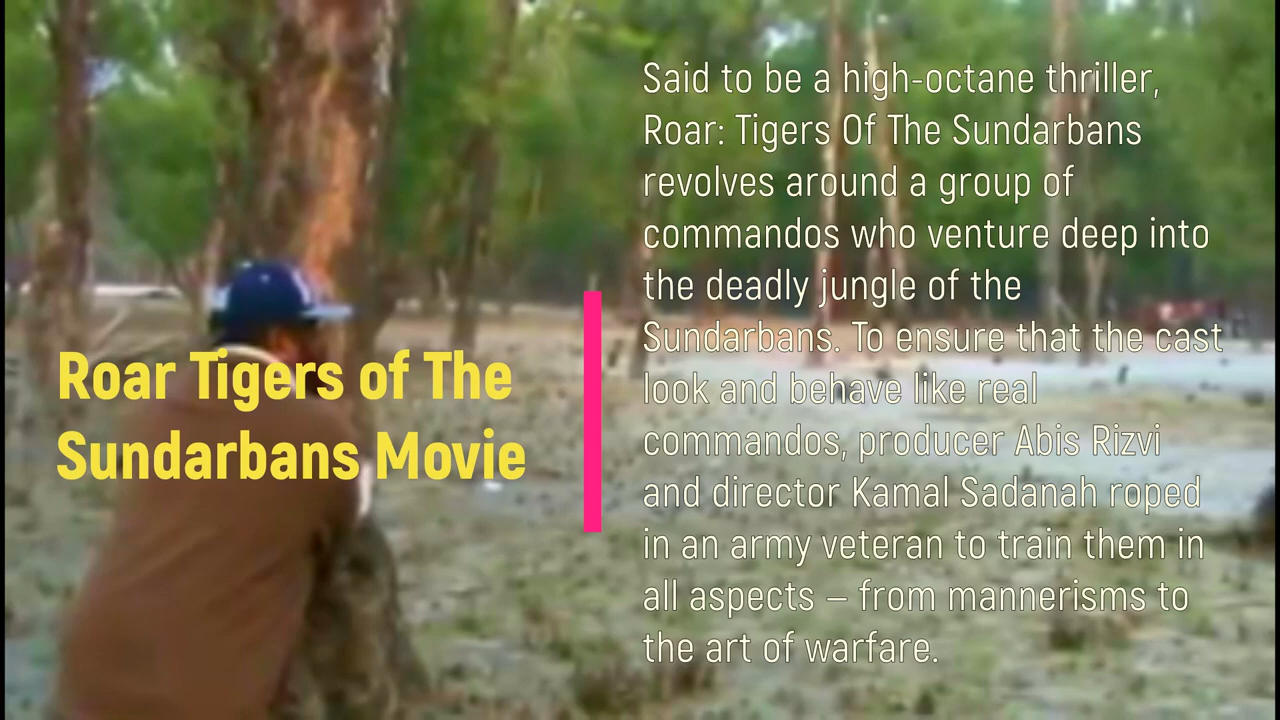 Roar Tigers of The
Sundarbans Movie
Said to be a high-octane thriller,
Roar: Tigers Of The Sundarbans
revolves around a group of
commandos who venture deep into
the deadly jungle of the
Sundarbans. To ensure that the cast
look and behave like real
commandos, producer Abis Rizvi
and director Kamal Sadanah roped
in an army veteran to train them in
all aspects – from mannerisms to
the art of warfare.